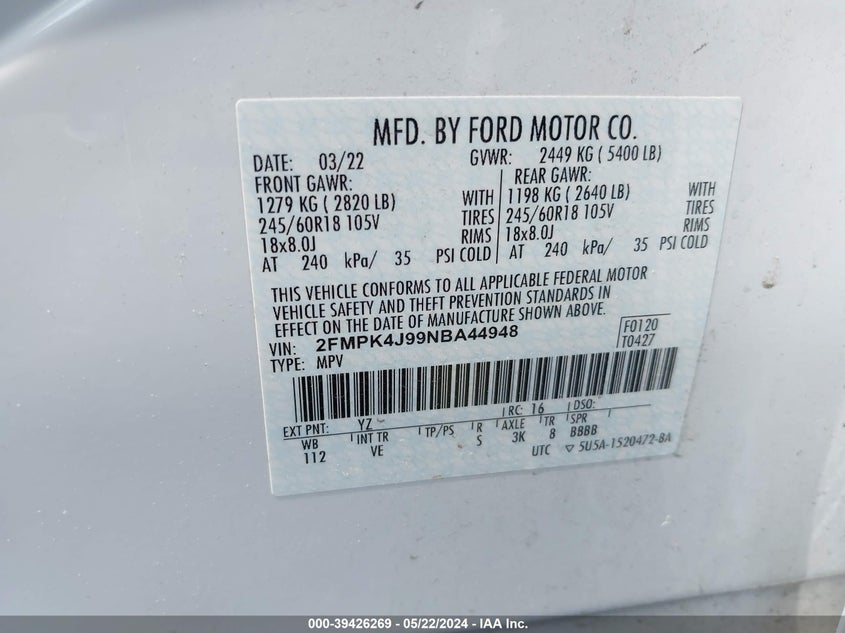 MFD. BY FORD MOTOR CO.
DATE: 03/22 GVWR: 2449 KG ( 5400 LB)
FRONT GAWR: REAR GAWR:
1279 KG ( 2820 LB) WITH 1198 KG ( 2640 LB) WITH
245/60R18 105V TIRES 245/60R18 105V TIRES
18x8.0J RIMS 18x8.0J RIMS
AT 240 kPa/ 35 PSI COLD AT 240 kPa/ 35 PSI COLD
THIS VEHICLE CONFORMS TO ALL APPLICABLE FEDERAL MOTOR
VEHICLE SAFETY AND THEFT PREVENTION STANDARDS IN
EFFECT ON THE DATE OF MANUFACTURE SHOWN ABOVE.
VIN: 2FMPK4J99NBA44948 F0120
TYPE: MPV T0427
EXT PNT: YZ RC: 16 DSO:
WB INT TR TP/PS R AXLE TR SPR
112 VE S 3K 8 BBBB
UTC ▽ 5U5A-1520472-BA
000-39426269 - 05/22/2024 - IAA Inc.